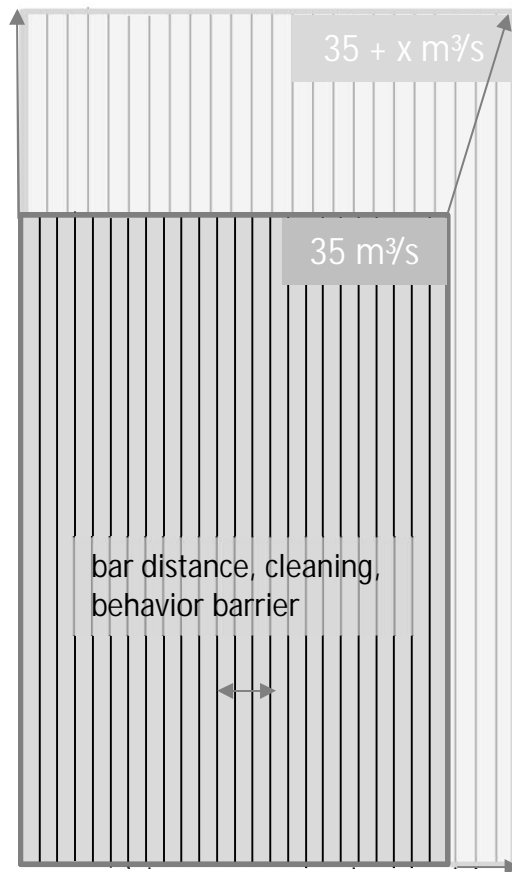 35 + x m³/s
35 m³/s
bar distance, cleaning,
behavior barrier